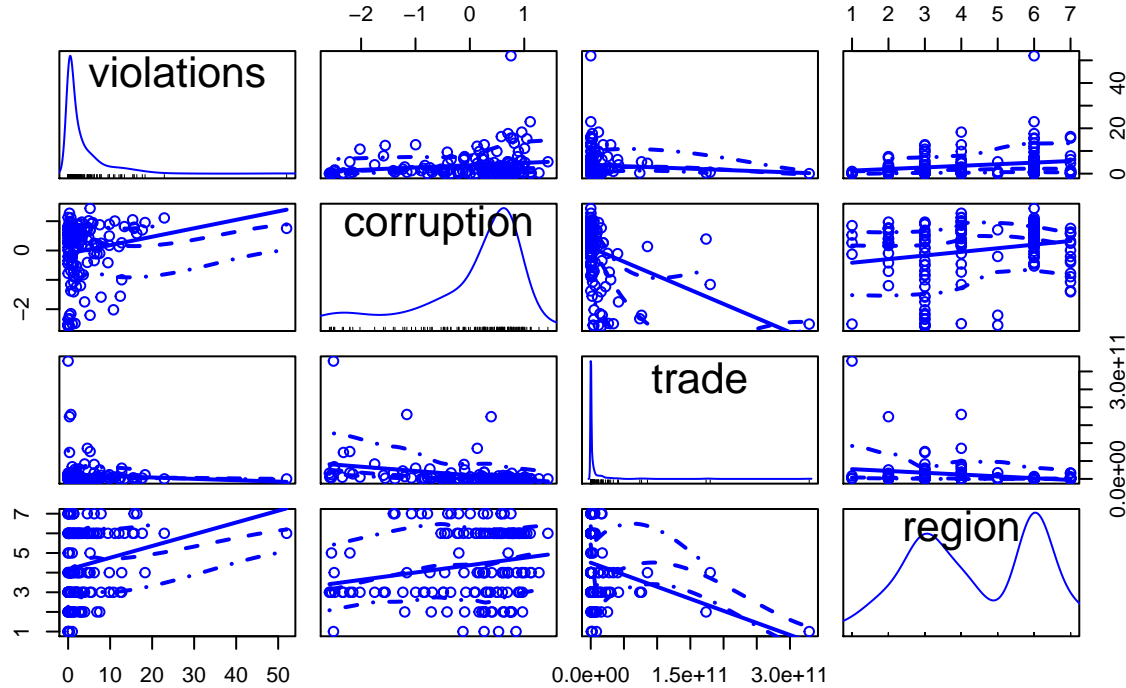 −2 −1 0 1 1 2 3 4 5 6 7
violations
0 20 40
corruption
−2 0
trade
0.0e+00 3.0e+11
region
1 3 5 7
0 10 20 30 40 50 0.0e+00 1.5e+11 3.0e+11